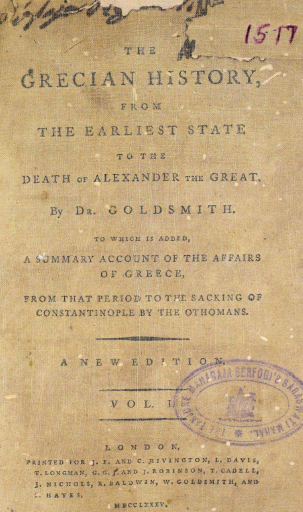 1517
THE
GRECIAN HISTORY,
FROM
THE EARLIEST STATE
TO THE
DEATH OF ALEXANDER THE GREAT.
By Dr. GOLDSMITH.
TO WHICH IS ADDED,
A SUMMARY ACCOUNT OF THE AFFAIRS
OF GREECE,
FROM THAT PERIOD TO THE SACKING OF
CONSTANTINOPLE BY THE OTHOMANS.
A NEW EDITION.
VOL. I.
MAHARAJA SERFOJI'S MAHAL
LONDON,
PRINTED FOR J. F. AND C. RIVINGTON, L. DAVIS,
T. LONGMAN, G. G. J. AND J. ROBINSON, T. CADELL,
J. NICHOLS, R. BALDWIN, W. GOLDSMITH, AND
HAYES.
MDCCLXXXV.